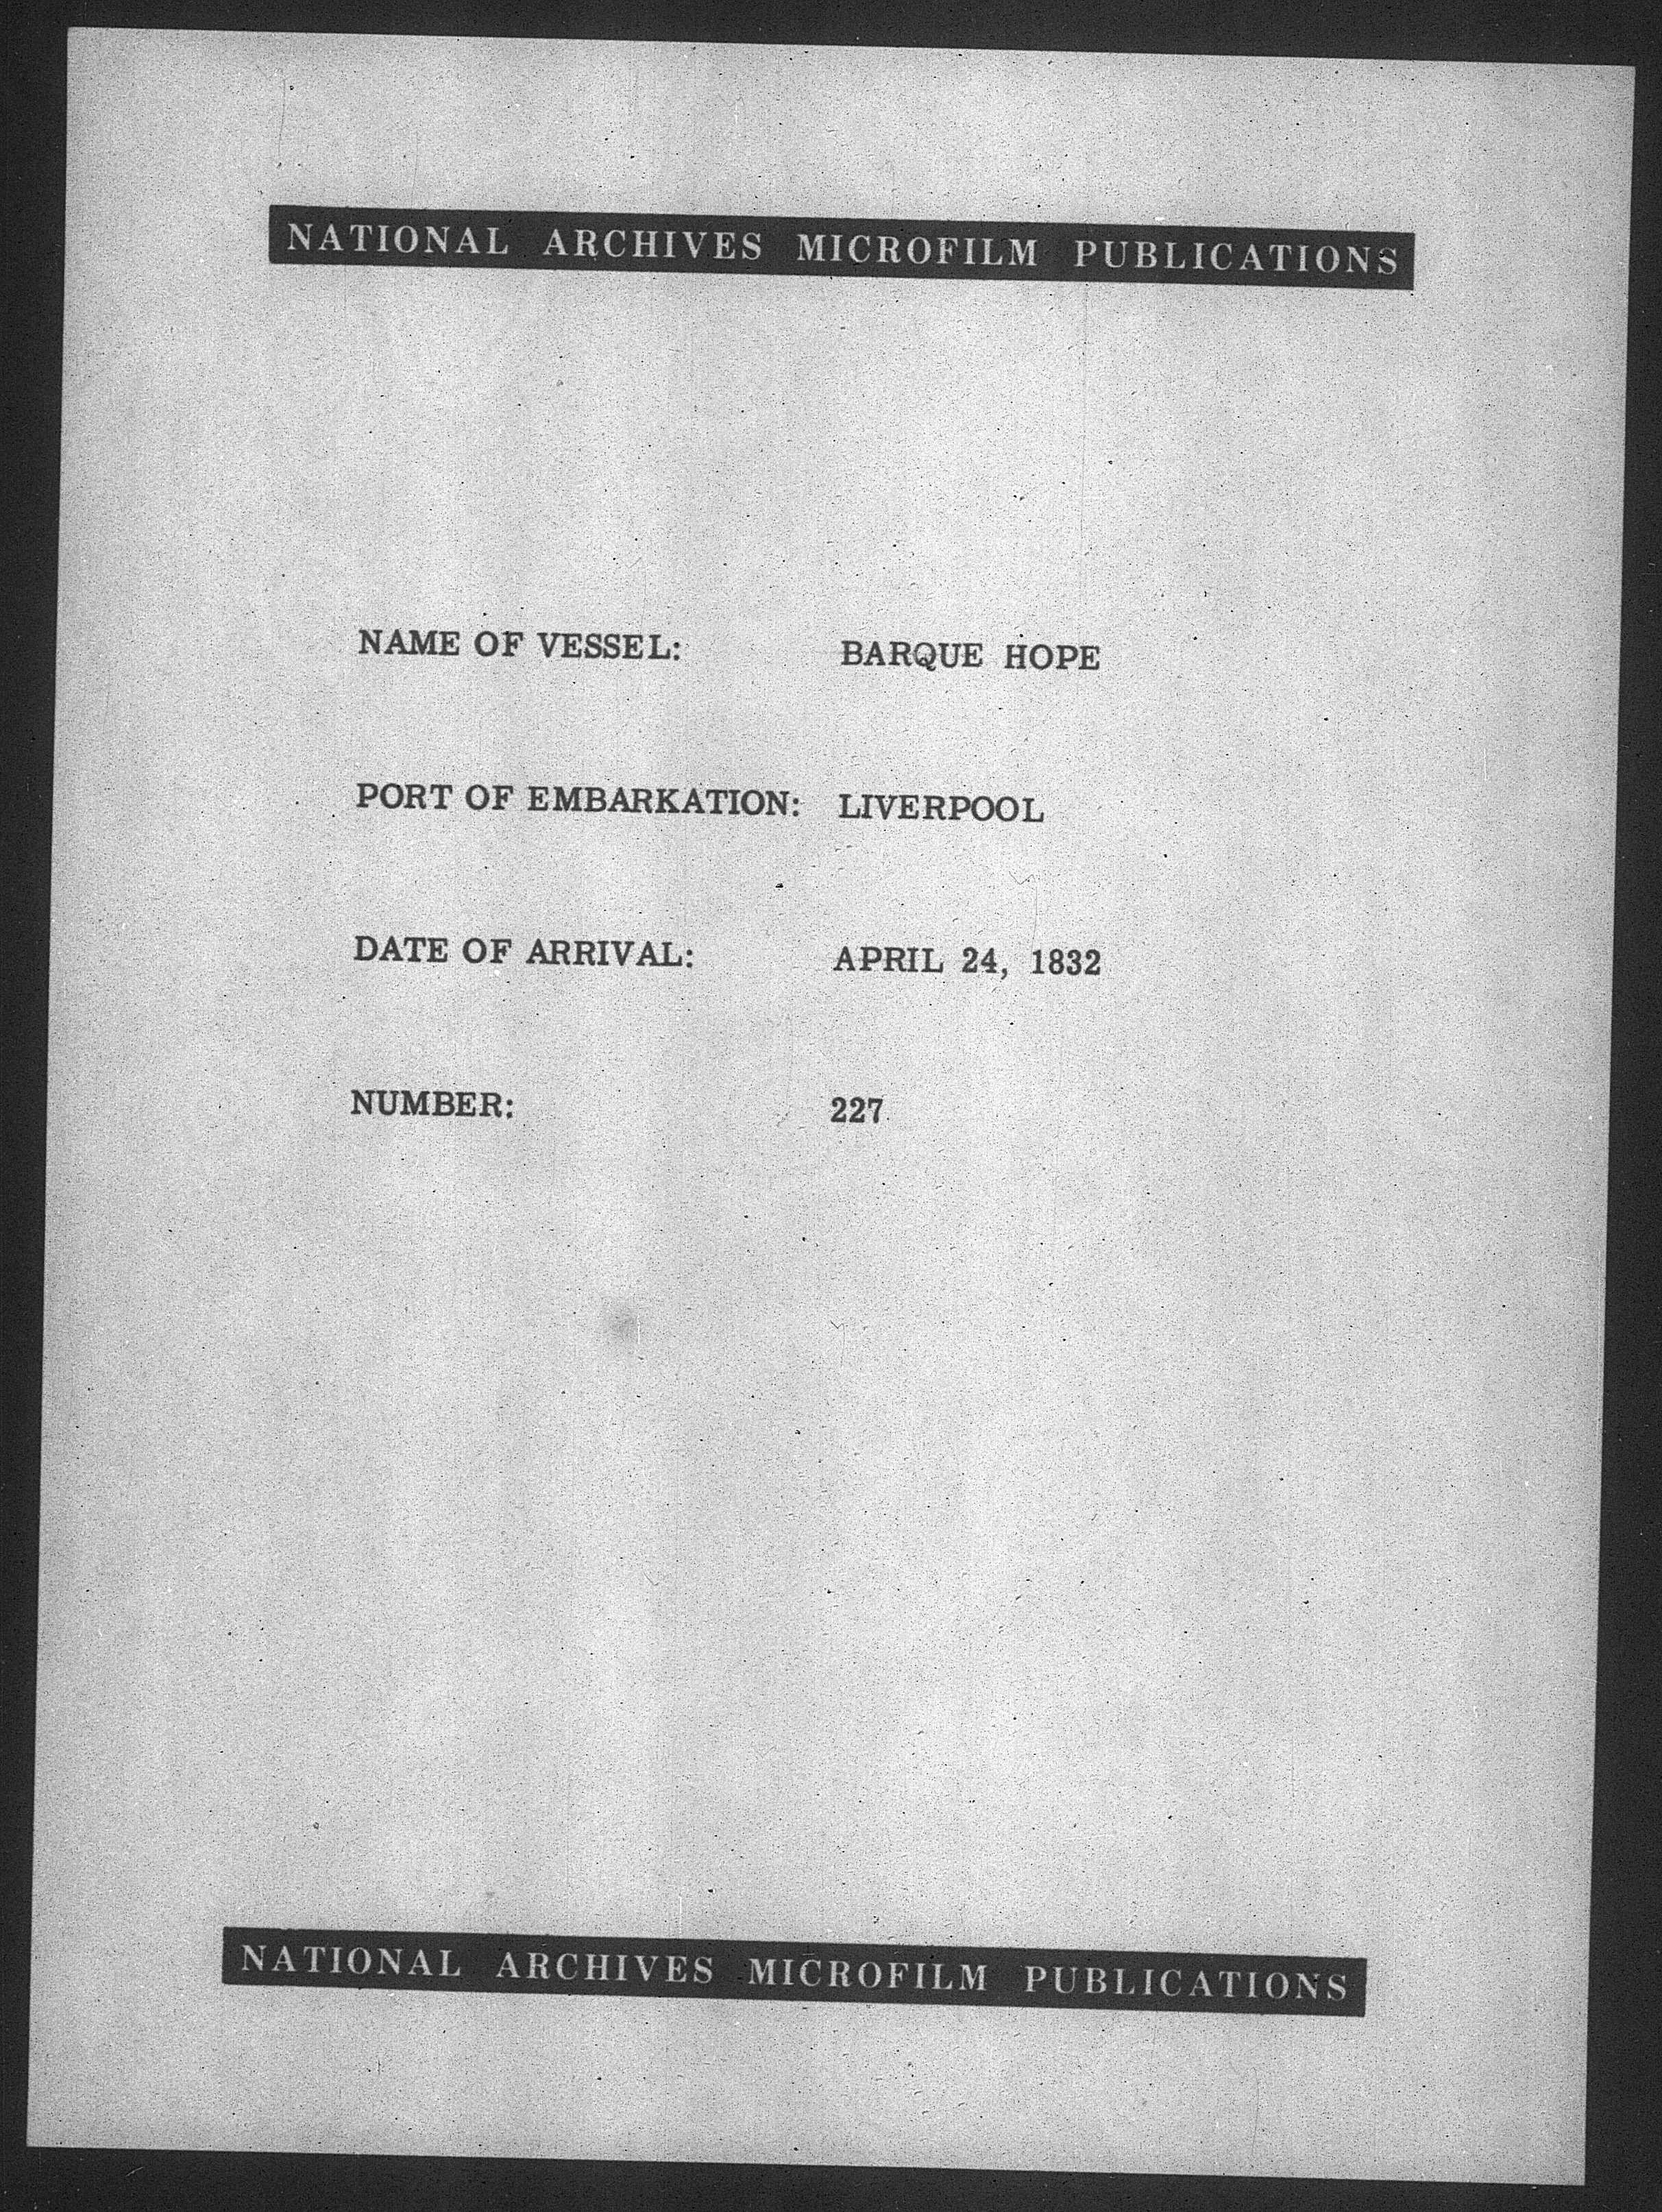 NATIONAL ARCHIVES MICROFILM PUBLICATIONS
NAME OF VESSEL: BARQUE HOPE
PORT OF EMBARKATION: LIVERPOOL
DATE OF ARRIVAL: APRIL 24, 1832
NUMBER: 227
NATIONAL ARCHIVES MICROFILM PUBLICATIONS